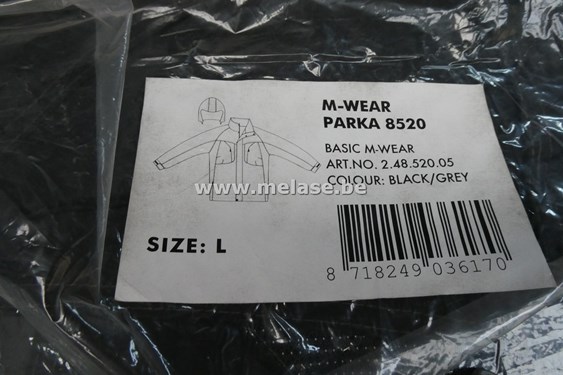 M-WEAR
PARKA 8520
BASIC M-WEAR
ART.NO. 2.48.520.05
COLOUR: BLACK/GREY
www.melase.be
SIZE: L
8 718249 036170